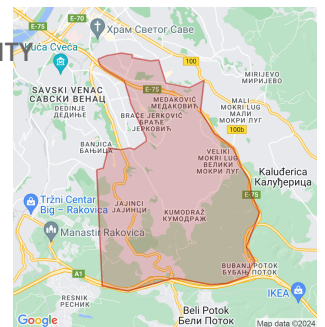 Храм Светог Саве
ITY
Kuća Cveća
E-75
100
MIRIJEVO
МИРИЈЕВО
SAVSKI VENAC
САВСКИ ВЕНАЦ
DEDINJE
ДЕДИЊЕ
E-75
MEDAKOVIĆ
МЕДАКОВИЋ
MALI
MOKRI LUG
МАЛИ
МОКРИ ЛУГ
BRAĆE JERKOVIĆ
БРАЋЕ
ЈЕРКОВИЋ
100b
BANJICA
БАЊИЦА
VELIKI
MOKRI LUG
ВЕЛИКИ
МОКРИ ЛУГ
Kaluđerica
Калуђерица
E-75
Tržni Centar
Big – Rakovica
JAJINCI
ЈАЈИНЦИ
KUMODRAŽ
КУМОДРАЖ
Manastir Rakovica
BUBANJ POTOK
БУБАЊ ПОТОК
A1
RESNIK
РЕСНИК
IKEA
Beli Potok
Бели Поток
Google
Map data ©2024